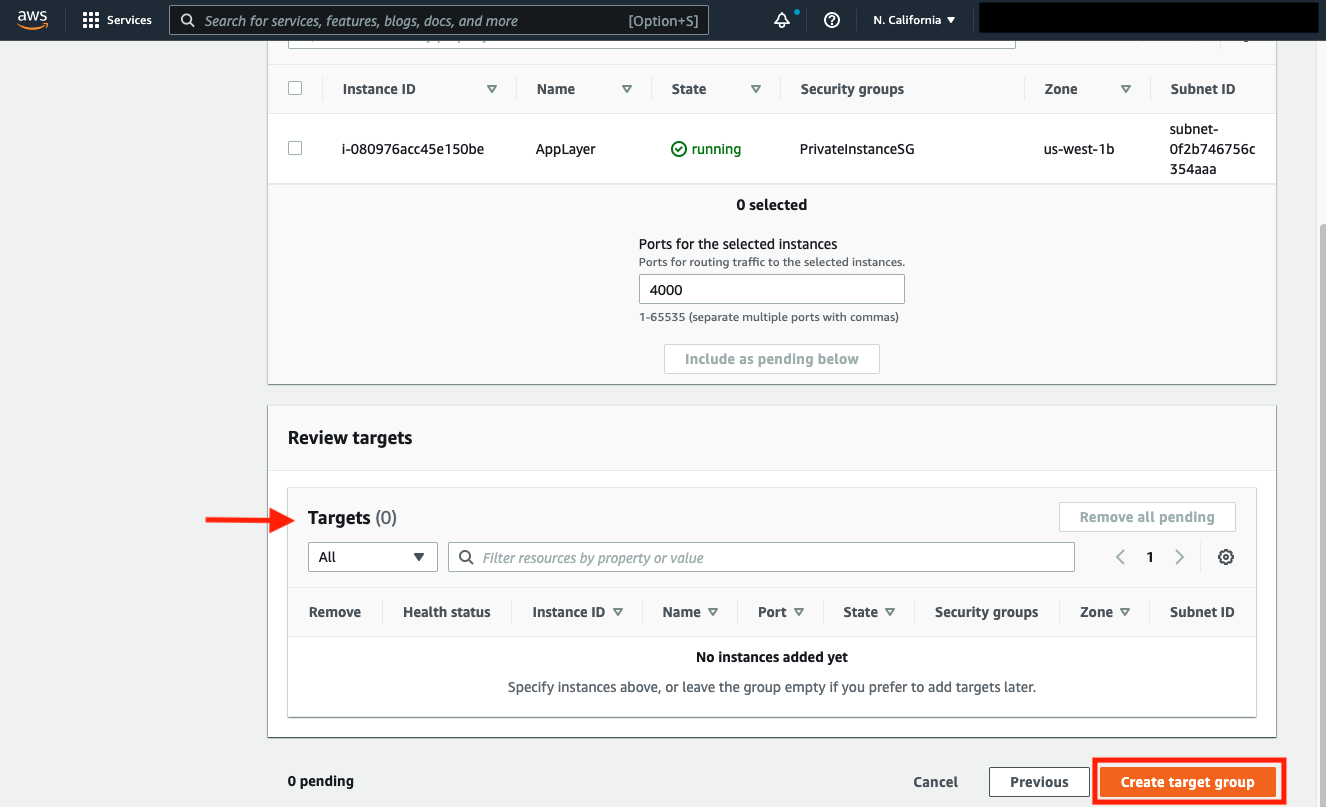 aws
Services
Search for services, features, blogs, docs, and more [Option+S]
N. California
Instance ID Name State Security groups Zone Subnet ID
i-080976acc45e150be AppLayer running PrivateInstanceSG us-west-1b subnet-
0f2b746756c
354aaa
0 selected
Ports for the selected instances
Ports for routing traffic to the selected instances.
4000
1-65535 (separate multiple ports with commas)
Include as pending below
Review targets
Targets (0)
Remove all pending
All
Filter resources by property or value
1
Remove Health status Instance ID Name Port State Security groups Zone Subnet ID
No instances added yet
Specify instances above, or leave the group empty if you prefer to add targets later.
0 pending
Cancel
Previous
Create target group